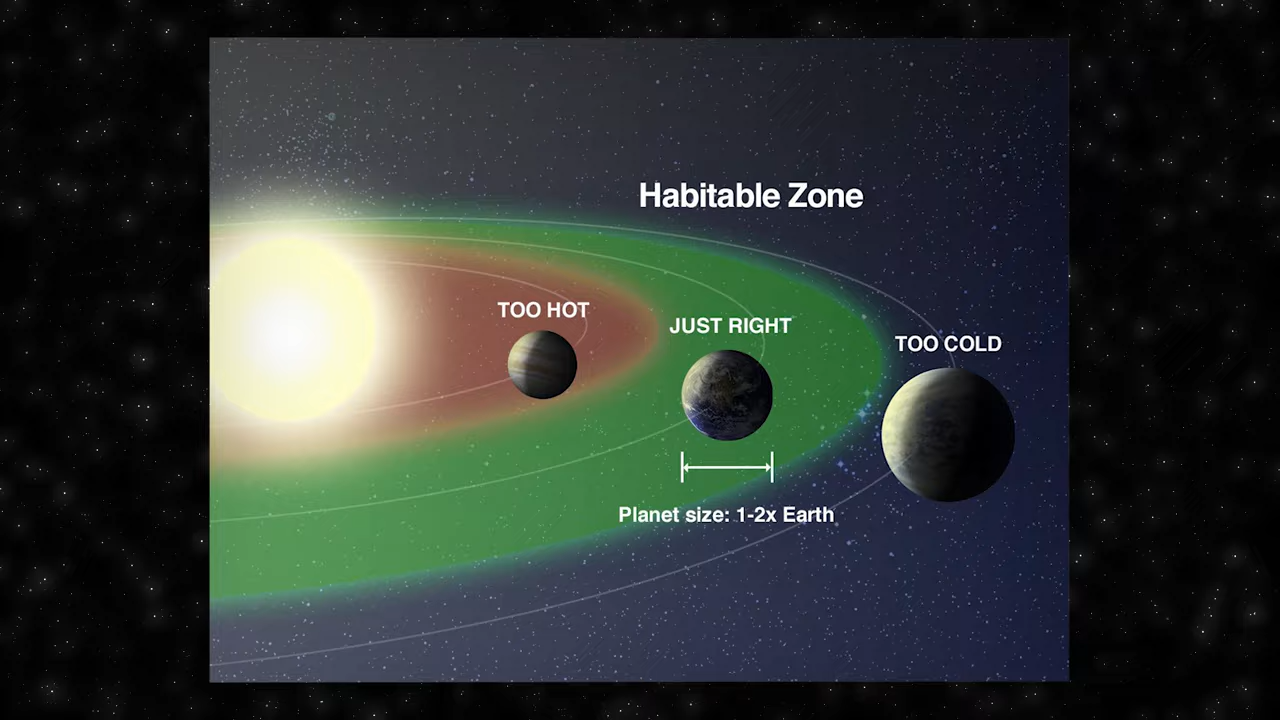 Habitable Zone
TOO HOT
JUST RIGHT
TOO COLD
Planet size: 1-2x Earth